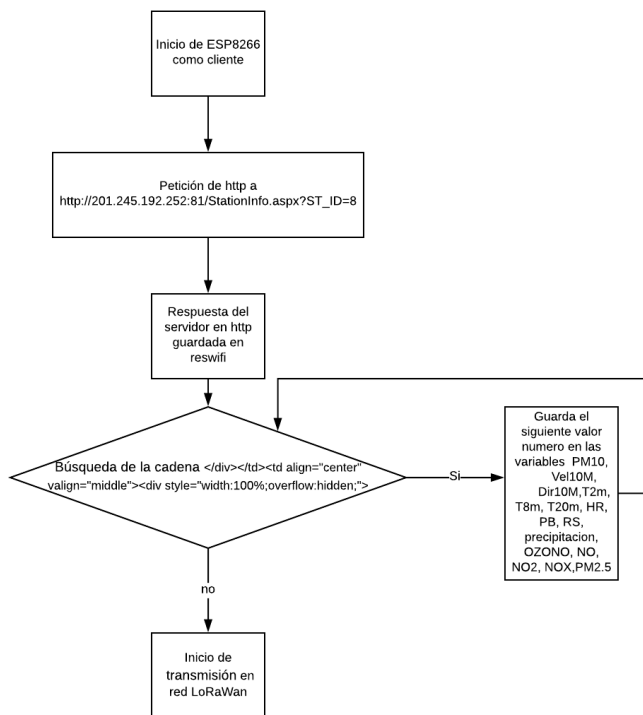 Inicio de ESP8266
como cliente
Petición de http a
http://201.245.192.252:81/StationInfo.aspx?ST_ID=8
Respuesta del
servidor en http
guardada en
reswifi
Búsqueda de la cadena </div></td><td align="center"
valign="middle"><div style="width:100%;overflow:hidden;">
Si
Guarda el
siguiente valor
numero en las
variables PM10,
Vel10M,
Dir10M,T2m,
T8m, T20m, HR,
PB, RS,
precipitacion,
OZONO, NO,
NO2, NOX,PM2.5
no
Inicio de
transmisión en
red LoRaWan